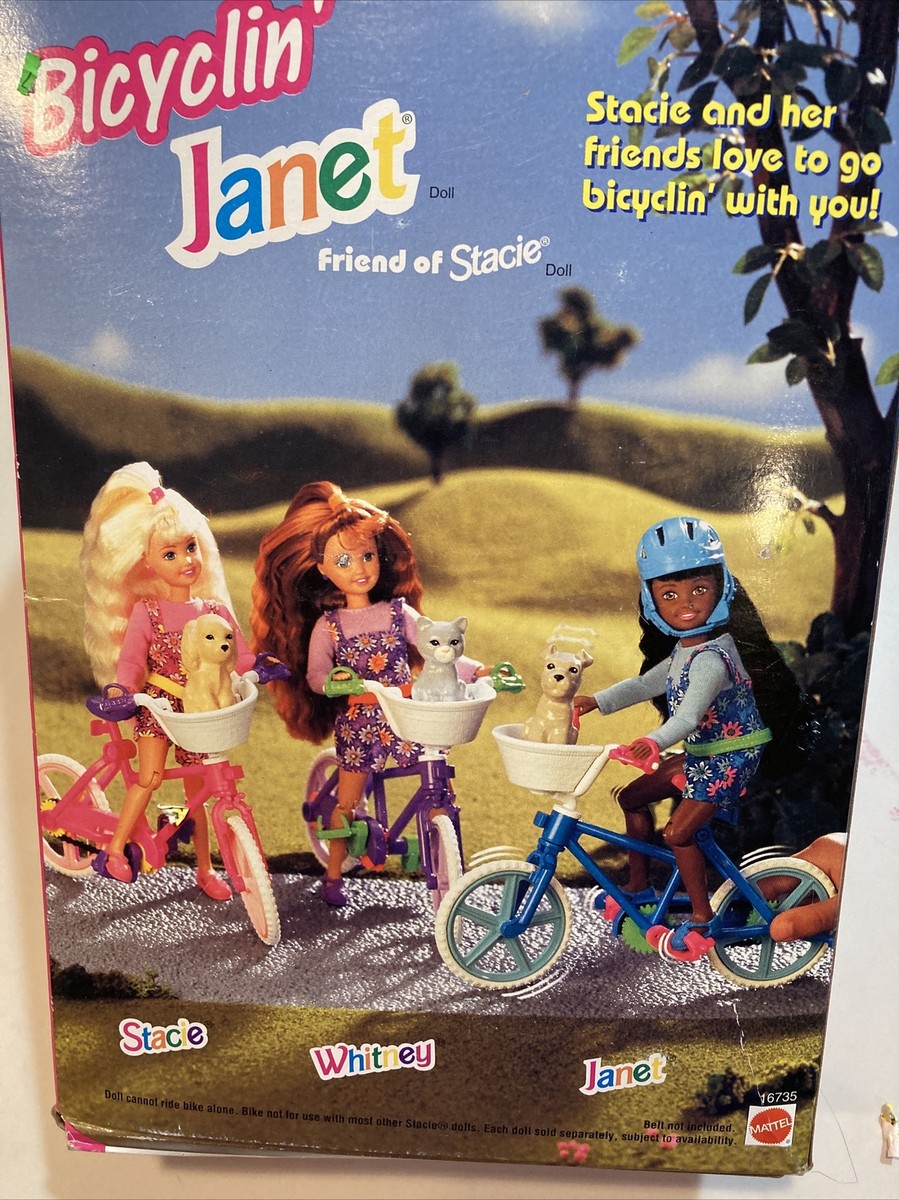 Bicyclin'
Janet® Doll
Friend of Stacie® Doll
Stacie and her
friends love to go
bicyclin' with you!
Stacie
Whitney
Janet
Doll cannot ride bike alone. Bike not for use with most other Stacie® dolls. Each doll sold separately, subject to availability.
Belt not included.
16735
MATTEL®